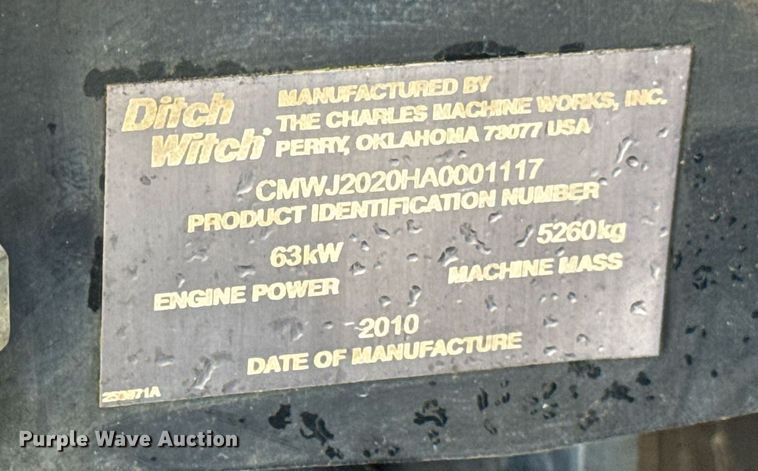 Ditch Witch®
MANUFACTURED BY
THE CHARLES MACHINE WORKS, INC.
PERRY, OKLAHOMA 73077 USA
CMWJ2020HA0001117
PRODUCT IDENTIFICATION NUMBER
63kW 5260kg
ENGINE POWER MACHINE MASS
2010
DATE OF MANUFACTURE
Purple Wave Auction